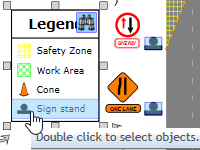 Legend
Safety Zone
Work Area
Cone
Sign stand
GIVE WAY
ONE LANE
Double click to select objects.